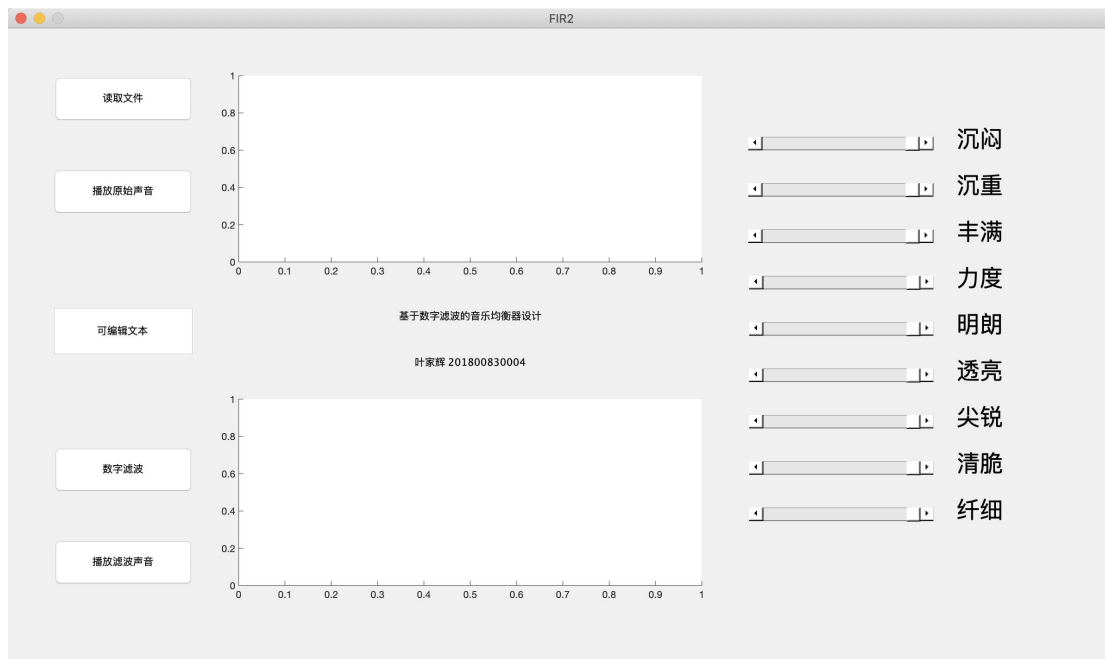 FIR2
读取文件
播放原始声音
可编辑文本
数字滤波
播放滤波声音
1
0.8
0.6
0.4
0.2
0
0 0.1 0.2 0.3 0.4 0.5 0.6 0.7 0.8 0.9 1
基于数字滤波的音乐均衡器设计
叶家辉 201800830004
1
0.8
0.6
0.4
0.2
0
0 0.1 0.2 0.3 0.4 0.5 0.6 0.7 0.8 0.9 1
沉闷
沉重
丰满
力度
明朗
透亮
尖锐
清脆
纤细